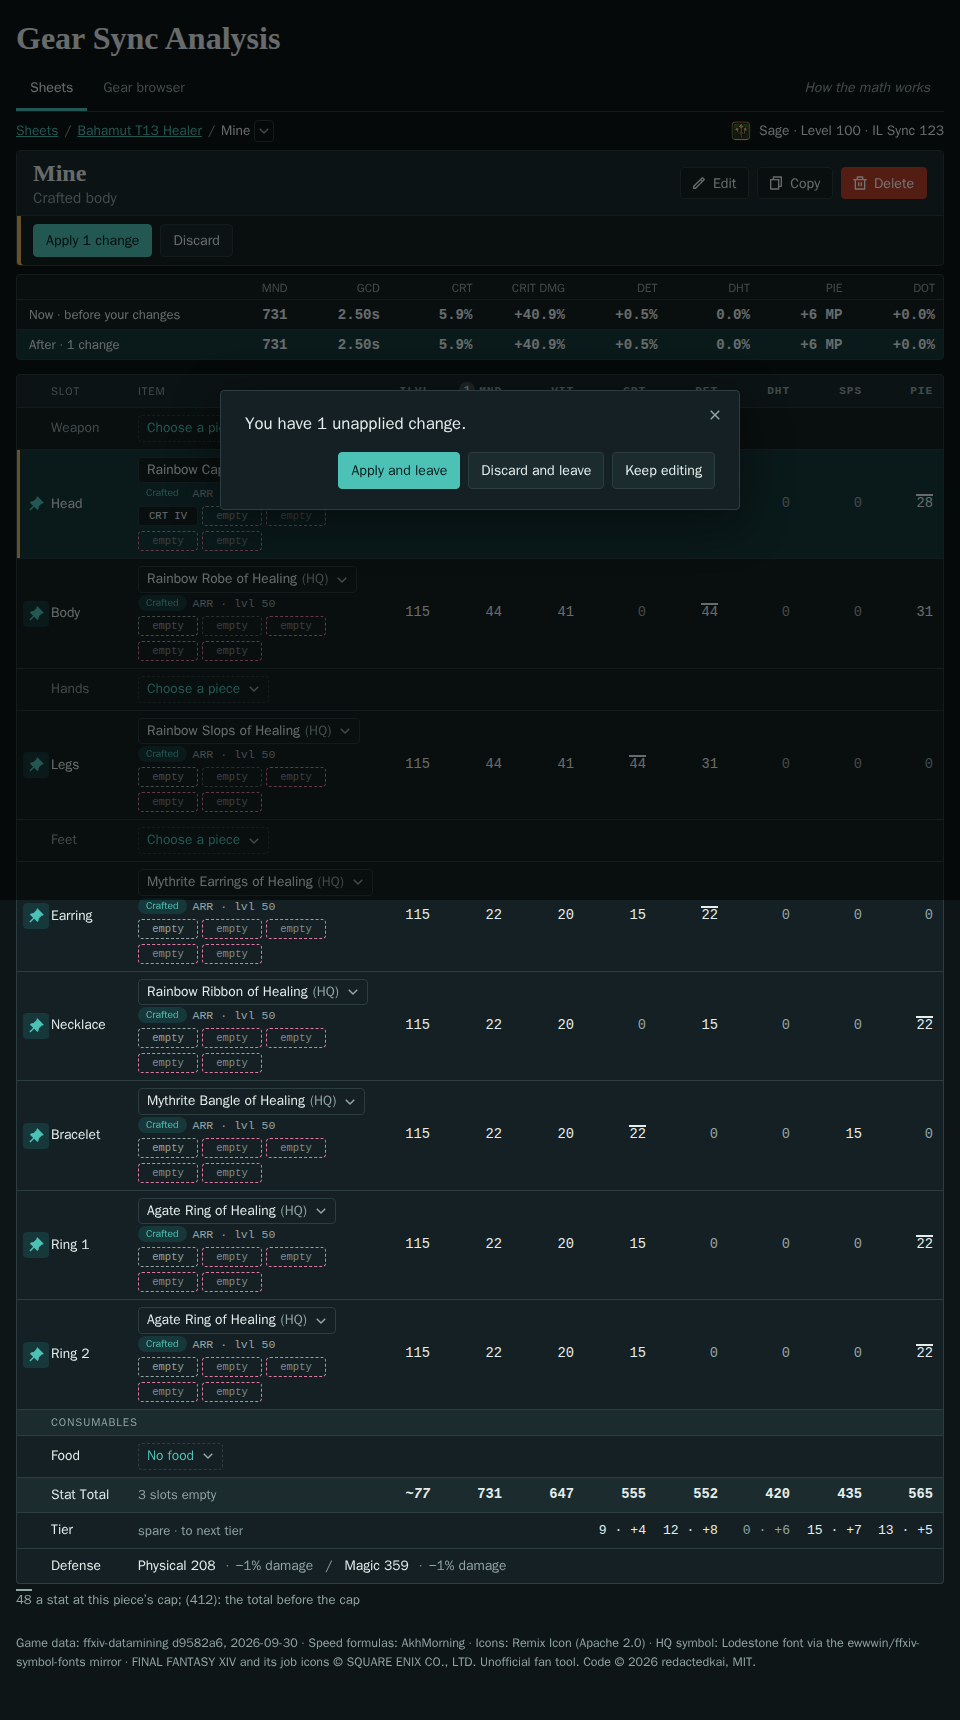 Gear Sync Analysis
Sheets Gear browser How the math works
Sheets / Bahamut T13 Healer / Mine Sage · Level 100 · IL Sync 123
Mine
Crafted body
Edit Copy Delete
Apply 1 change Discard
MND GCD CRT CRIT DMG DET DHT PIE DOT
Now · before your changes 731 2.50s 5.9% +40.9% +0.5% 0.0% +6 MP +0.0%
After · 1 change 731 2.50s 5.9% +40.9% +0.5% 0.0% +6 MP +0.0%
SLOT ITEM DHT SPS PIE
Weapon Choose a pie
You have 1 unapplied change.
Apply and leave Discard and leave Keep editing
Rainbow Cap
Head Crafted ARR 0 0 28
CRT IV empty empty
empty empty
Rainbow Robe of Healing (HQ)
Crafted ARR · lvl 50
Body 115 44 41 0 44 0 0 31
empty empty empty
empty empty
Hands Choose a piece
Rainbow Slops of Healing (HQ)
Crafted ARR · lvl 50
Legs 115 44 41 44 31 0 0 0
empty empty empty
empty empty
Feet Choose a piece
Mythrite Earrings of Healing (HQ)
Crafted ARR · lvl 50
Earring 115 22 20 15 22 0 0 0
empty empty empty
empty empty
Rainbow Ribbon of Healing (HQ)
Crafted ARR · lvl 50
Necklace 115 22 20 0 15 0 0 22
empty empty empty
empty empty
Mythrite Bangle of Healing (HQ)
Crafted ARR · lvl 50
Bracelet 115 22 20 22 0 0 15 0
empty empty empty
empty empty
Agate Ring of Healing (HQ)
Crafted ARR · lvl 50
Ring 1 115 22 20 15 0 0 0 22
empty empty empty
empty empty
Agate Ring of Healing (HQ)
Crafted ARR · lvl 50
Ring 2 115 22 20 15 0 0 0 22
empty empty empty
empty empty
CONSUMABLES
Food No food
Stat Total 3 slots empty ~77 731 647 555 552 420 435 565
Tier spare · to next tier 9 · +4 12 · +8 0 · +6 15 · +7 13 · +5
Defense Physical 208 · −1% damage / Magic 359 · −1% damage
48 a stat at this piece's cap; (412): the total before the cap
Game data: ffxiv-datamining d9582a6, 2026-09-30 · Speed formulas: AkhMorning · Icons: Remix Icon (Apache 2.0) · HQ symbol: Lodestone font via the ewwwin/ffxiv-
symbol-fonts mirror · FINAL FANTASY XIV and its job icons © SQUARE ENIX CO., LTD. Unofficial fan tool. Code © 2026 redactedkai, MIT.